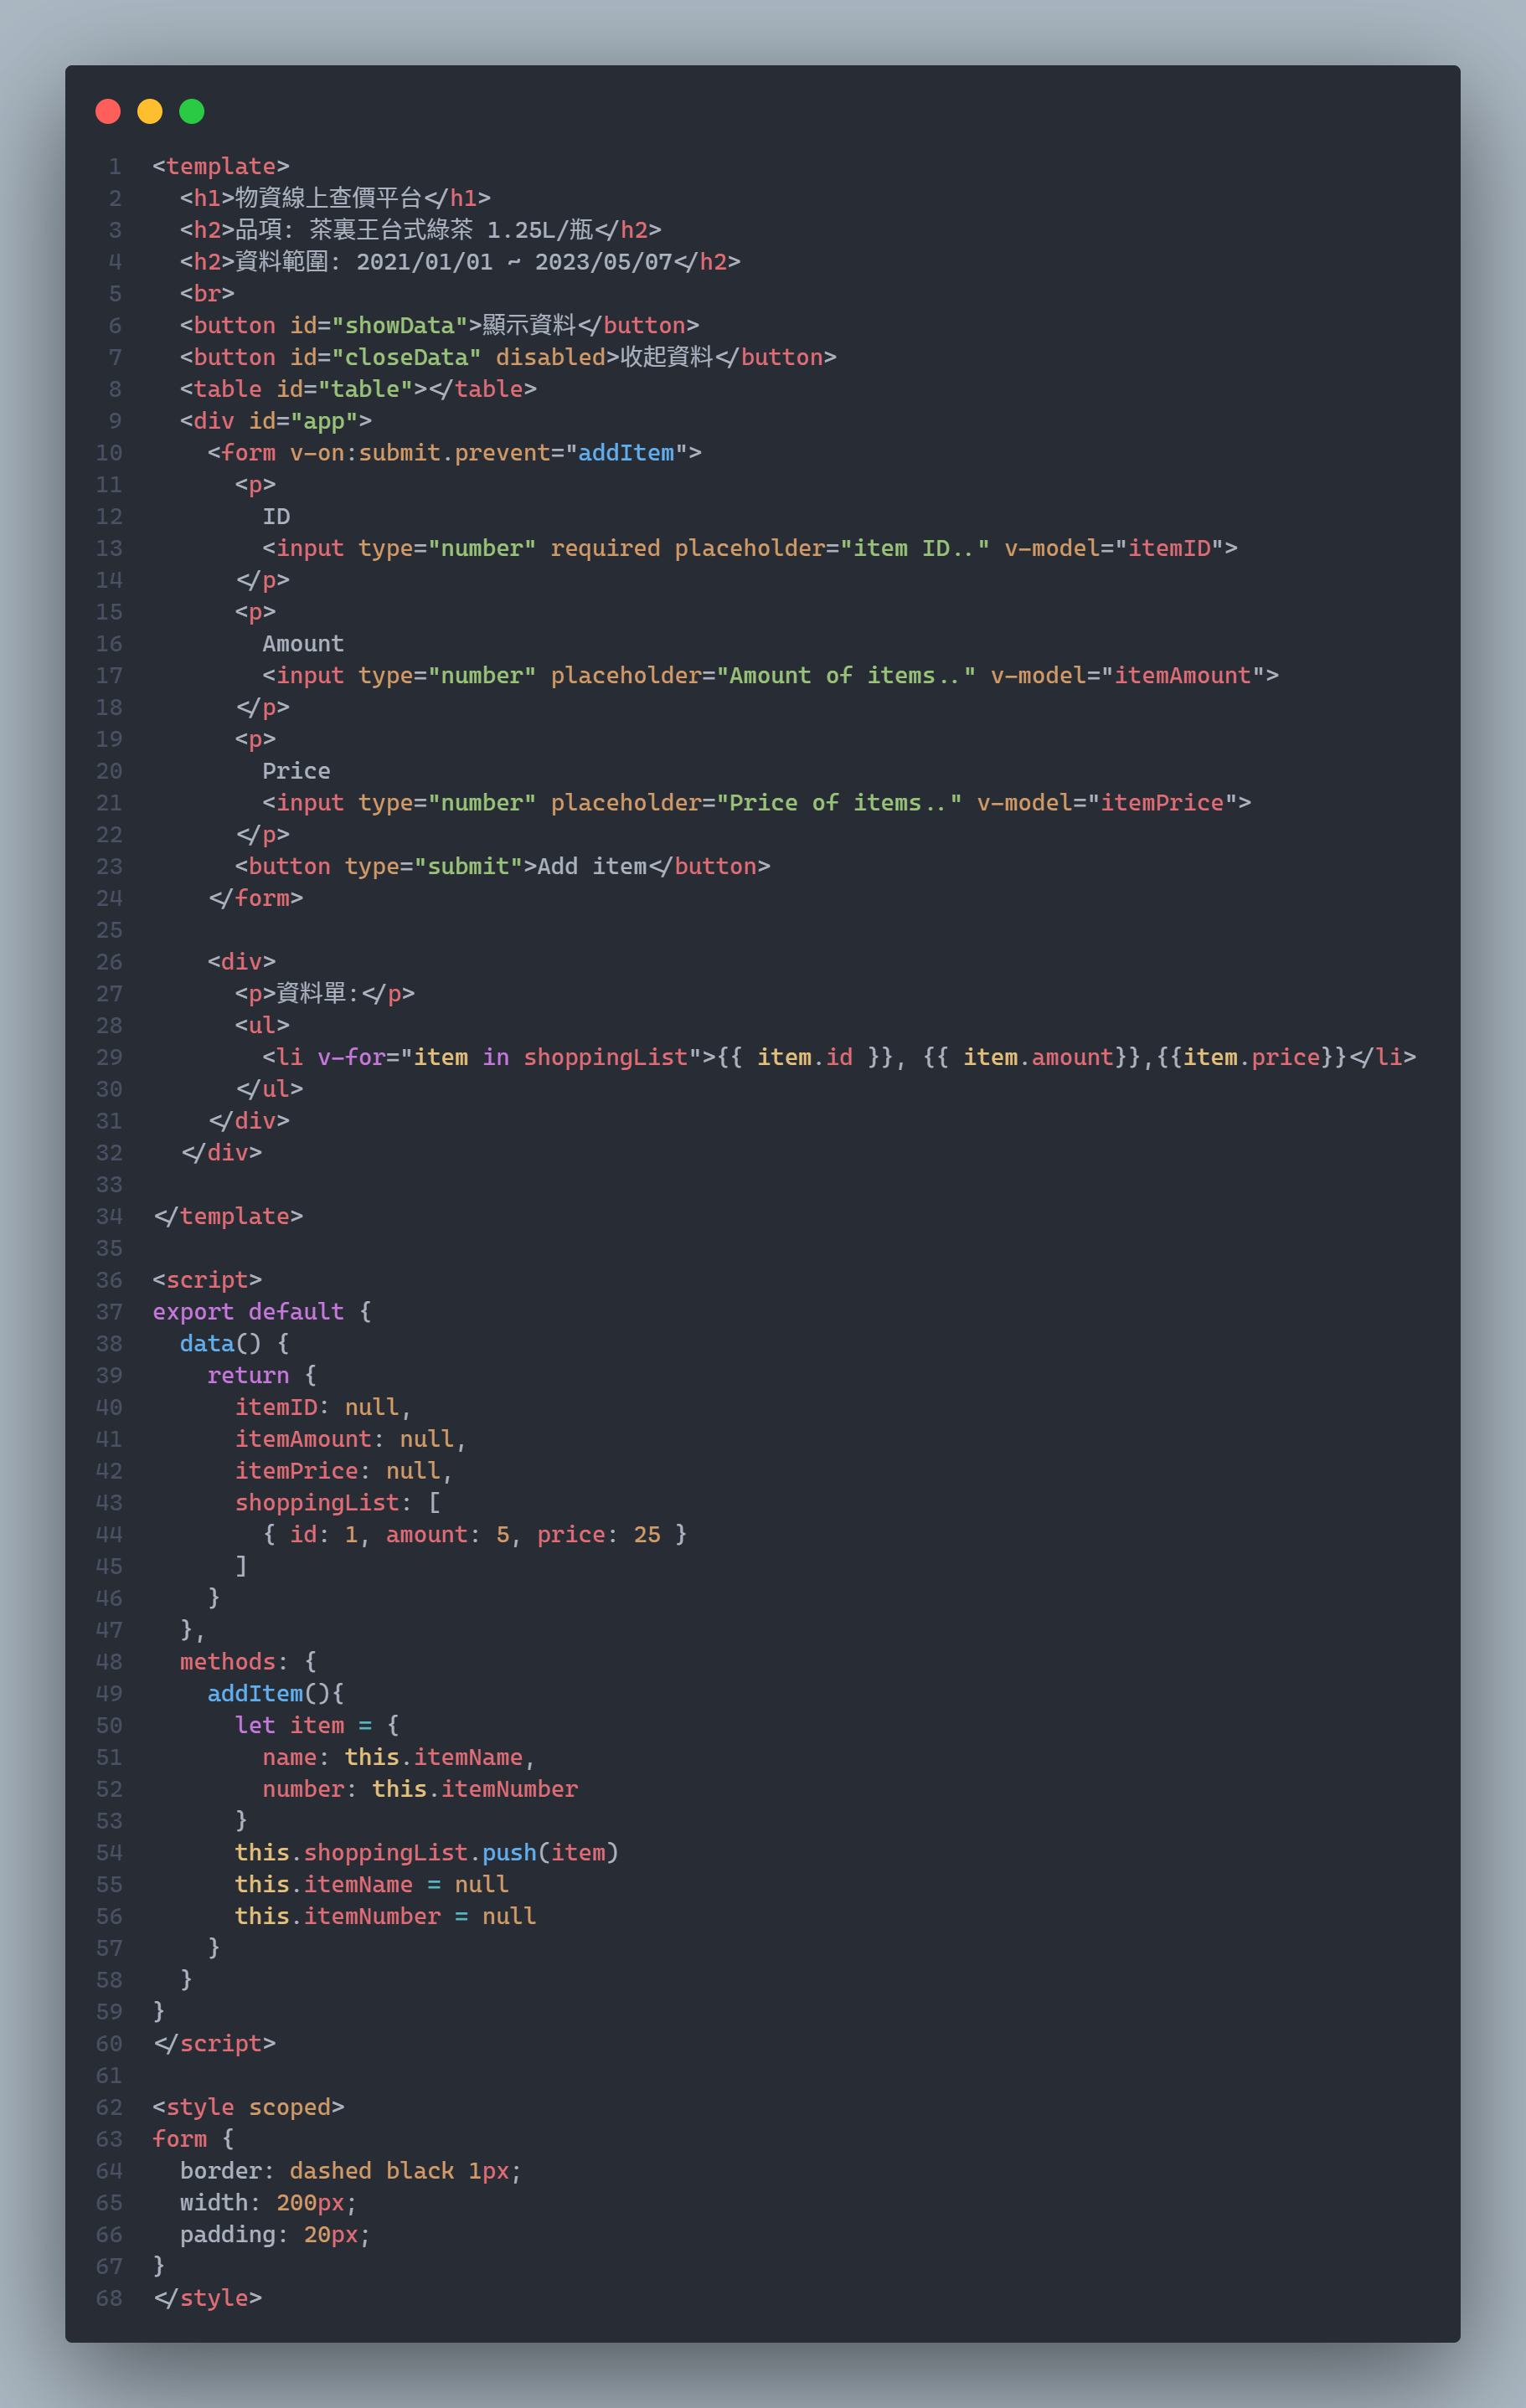 1 <template>
2   <h1>物資線上查價平台</h1>
3   <h2>品項: 茶裏王台式綠茶 1.25L/瓶</h2>
4   <h2>資料範圍: 2021/01/01 ~ 2023/05/07</h2>
5   <br>
6   <button id="showData">顯示資料</button>
7   <button id="closeData" disabled>收起資料</button>
8   <table id="table"></table>
9   <div id="app">
10     <form v-on:submit.prevent="addItem">
11       <p>
12         ID
13         <input type="number" required placeholder="item ID.." v-model="itemID">
14       </p>
15       <p>
16         Amount
17         <input type="number" placeholder="Amount of items.." v-model="itemAmount">
18       </p>
19       <p>
20         Price
21         <input type="number" placeholder="Price of items.." v-model="itemPrice">
22       </p>
23       <button type="submit">Add item</button>
24     </form>
25
26     <div>
27       <p>資料單:</p>
28       <ul>
29         <li v-for="item in shoppingList">{{ item.id }}, {{ item.amount}},{{item.price}}</li>
30       </ul>
31     </div>
32   </div>
33
34 </template>
35
36 <script>
37 export default {
38   data() {
39     return {
40       itemID: null,
41       itemAmount: null,
42       itemPrice: null,
43       shoppingList: [
44         { id: 1, amount: 5, price: 25 }
45       ]
46     }
47   },
48   methods: {
49     addItem(){
50       let item = {
51         name: this.itemName,
52         number: this.itemNumber
53       }
54       this.shoppingList.push(item)
55       this.itemName = null
56       this.itemNumber = null
57     }
58   }
59 }
60 </script>
61
62 <style scoped>
63 form {
64   border: dashed black 1px;
65   width: 200px;
66   padding: 20px;
67 }
68 </style>